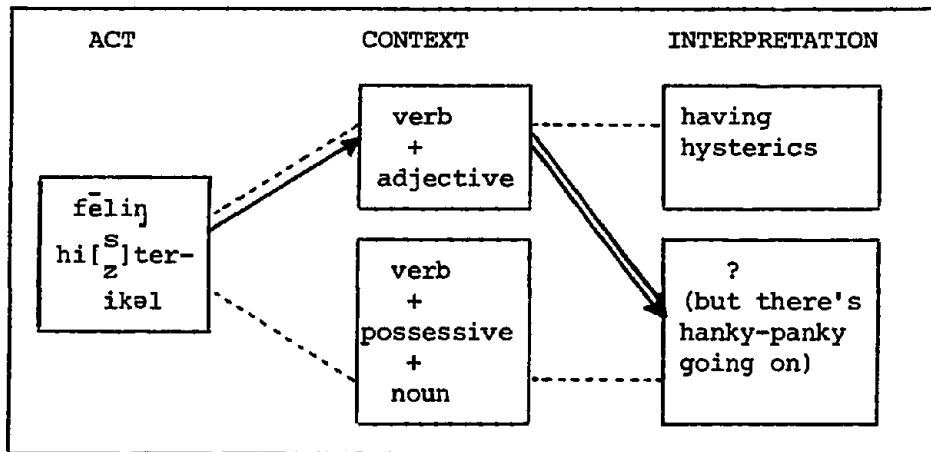 ACT CONTEXT INTERPRETATION
fēliŋ
hi[s/z]ter-
ikəl
verb
+
adjective
verb
+
possessive
+
noun
having
hysterics
?
(but there's
hanky-panky
going on)